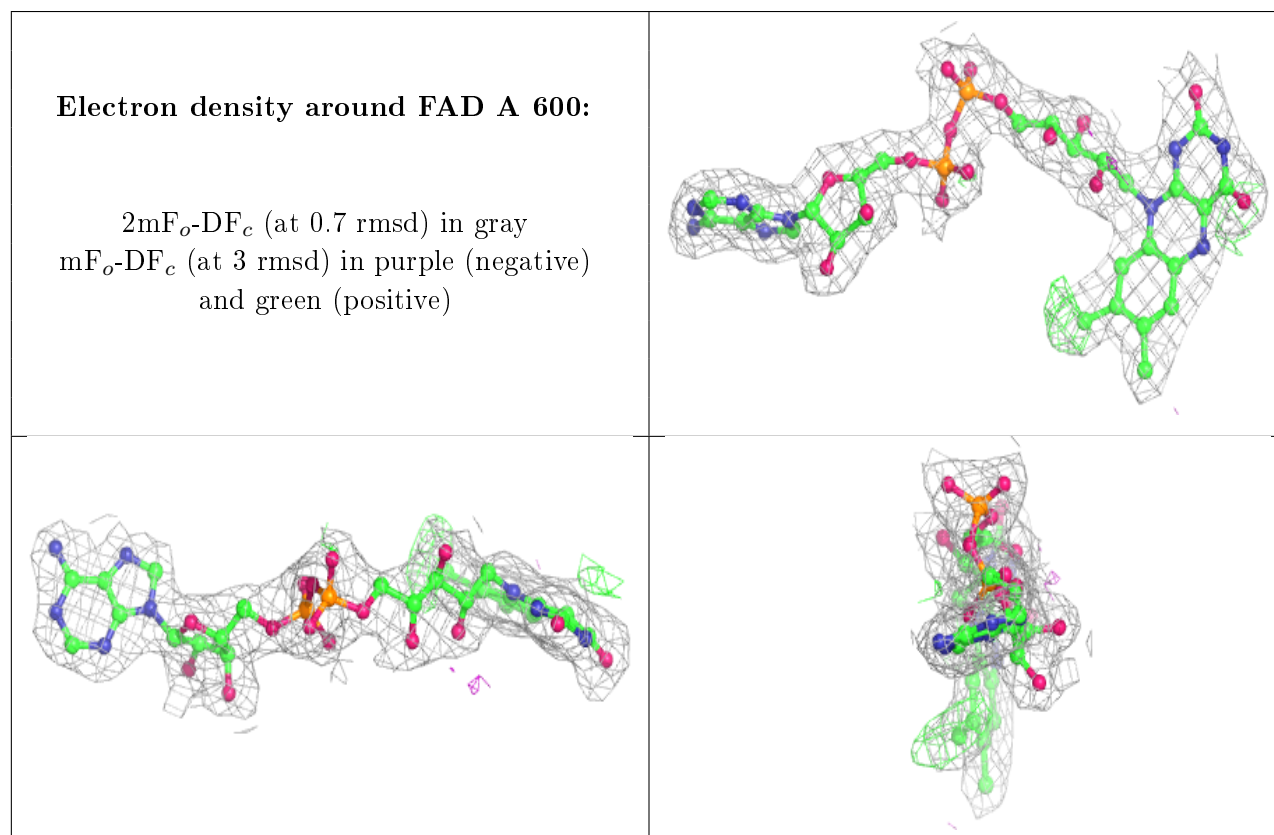 Electron density around FAD A 600:
2mFo-DFc (at 0.7 rmsd) in gray
mFo-DFc (at 3 rmsd) in purple (negative)
and green (positive)